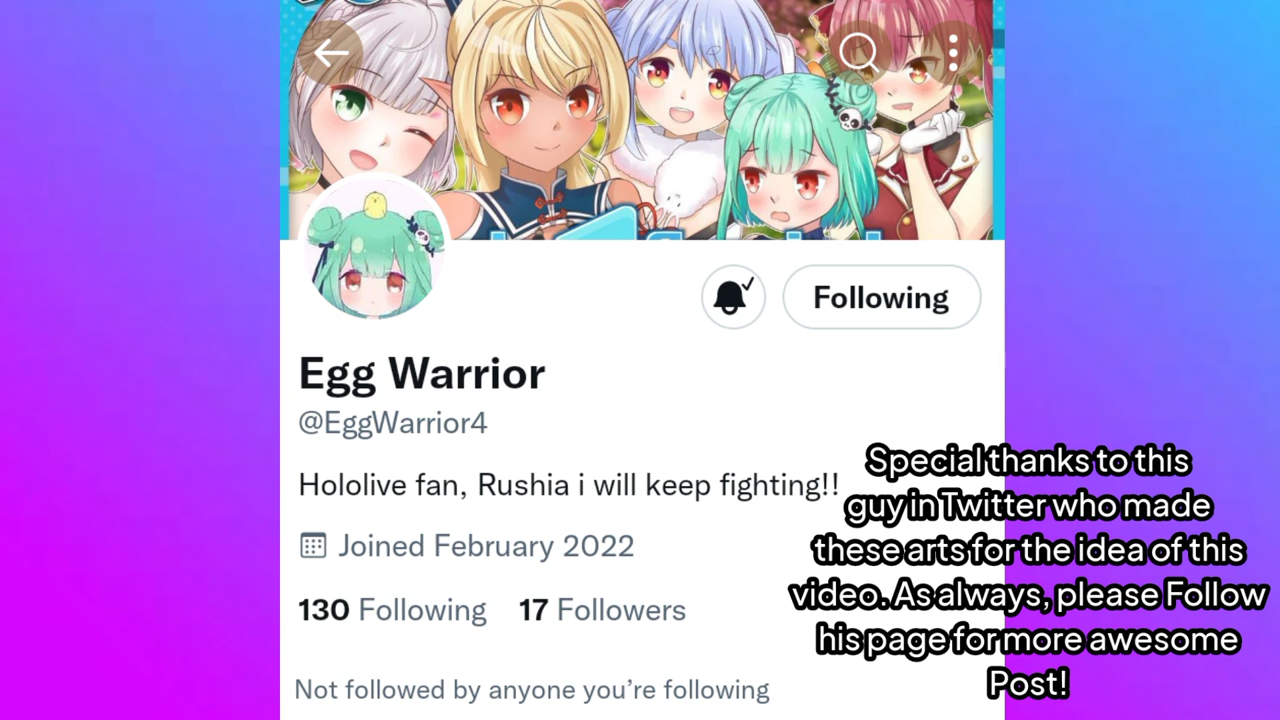 Following
Egg Warrior
@EggWarrior4
Hololive fan, Rushia i will keep fighting!!
Joined February 2022
130 Following 17 Followers
Not followed by anyone you're following
Special thanks to this
guy in Twitter who made
these arts for the idea of this
video. As always, please Follow
his page for more awesome
Post!